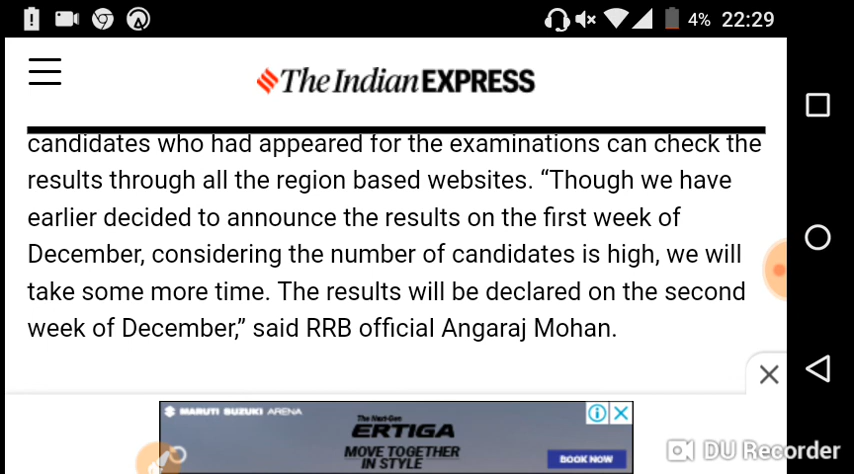 4% 22:29
The Indian EXPRESS
candidates who had appeared for the examinations can check the
results through all the region based websites. “Though we have
earlier decided to announce the results on the first week of
December, considering the number of candidates is high, we will
take some more time. The results will be declared on the second
week of December,” said RRB official Angaraj Mohan.
MARUTI SUZUKI ARENA
The Next-Gen
ERTIGA
MOVE TOGETHER
IN STYLE
BOOK NOW
DU Recorder